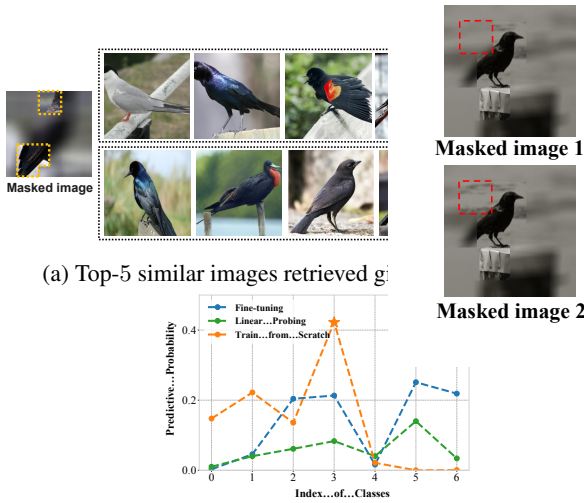 Masked image
Masked image 1
Masked image 2
(a) Top-5 similar images retrieved gi
Fine-tuning
Linear...Probing
Train...from...Scratch
Predictive... Probability
0.4
0.2
0.0
0 1 2 3 4 5 6
Index...of...Classes